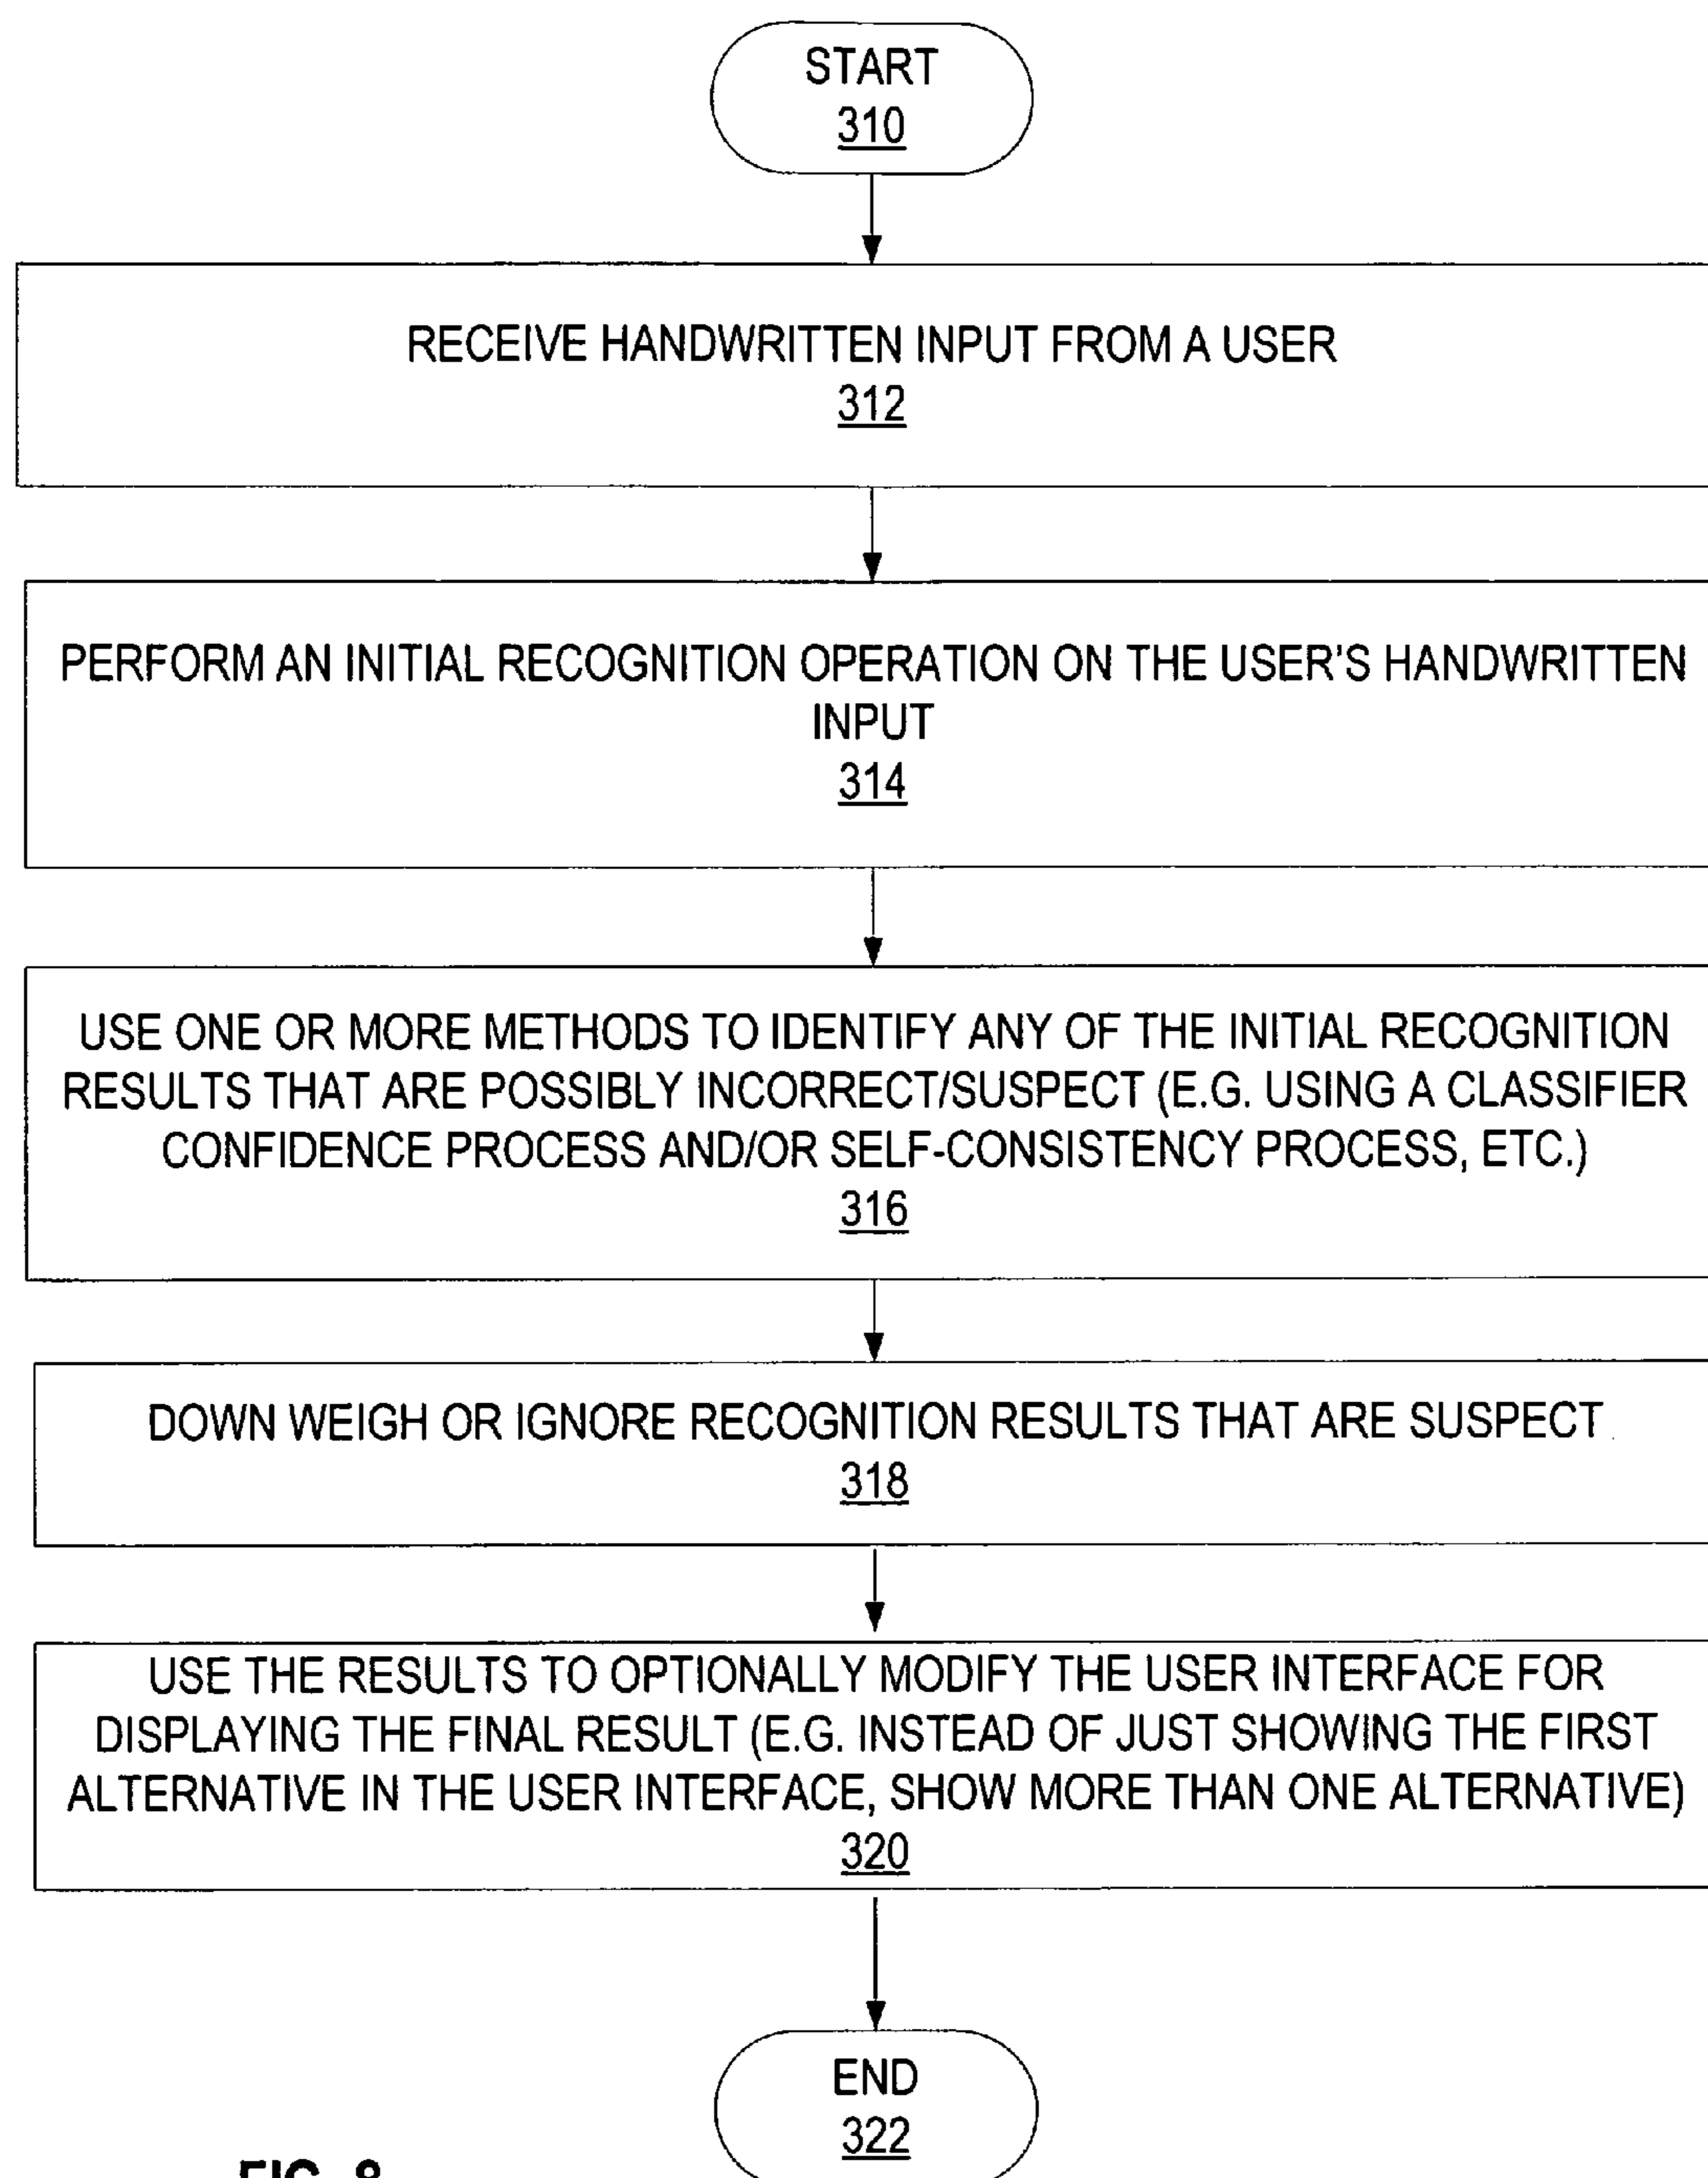 START
310
RECEIVE HANDWRITTEN INPUT FROM A USER
312
PERFORM AN INITIAL RECOGNITION OPERATION ON THE USER'S HANDWRITTEN
INPUT
314
USE ONE OR MORE METHODS TO IDENTIFY ANY OF THE INITIAL RECOGNITION
RESULTS THAT ARE POSSIBLY INCORRECT/SUSPECT (E.G. USING A CLASSIFIER
CONFIDENCE PROCESS AND/OR SELF-CONSISTENCY PROCESS, ETC.)
316
DOWN WEIGH OR IGNORE RECOGNITION RESULTS THAT ARE SUSPECT
318
USE THE RESULTS TO OPTIONALLY MODIFY THE USER INTERFACE FOR
DISPLAYING THE FINAL RESULT (E.G. INSTEAD OF JUST SHOWING THE FIRST
ALTERNATIVE IN THE USER INTERFACE, SHOW MORE THAN ONE ALTERNATIVE)
320
END
322
FIG. 8